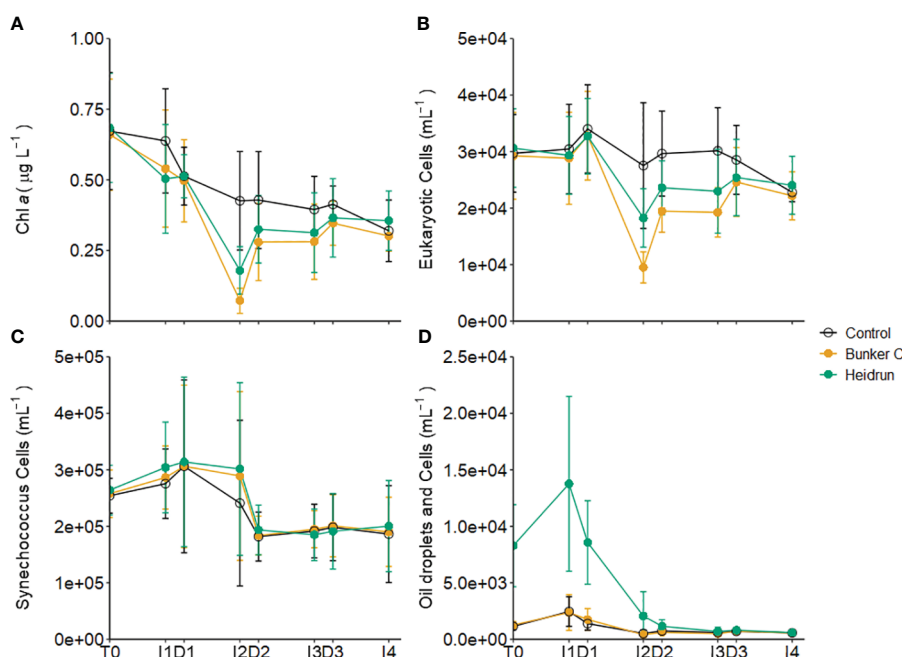 A
Chl a ( µg L⁻¹)
1.00
0.75
0.50
0.25
0.00
B
Eukaryotic Cells (mL⁻¹)
5e+04
4e+04
3e+04
2e+04
1e+04
0e+00
C
Synechococcus Cells (mL⁻¹)
5e+05
4e+05
3e+05
2e+05
1e+05
0e+00
T0 I1D1 I2D2 I3D3 I4
D
Oil droplets and Cells (mL⁻¹)
2.5e+04
2.0e+04
1.5e+04
1.0e+04
5.0e+03
0.0e+00
T0 I1D1 I2D2 I3D3 I4
Control
Bunker C
Heidrun